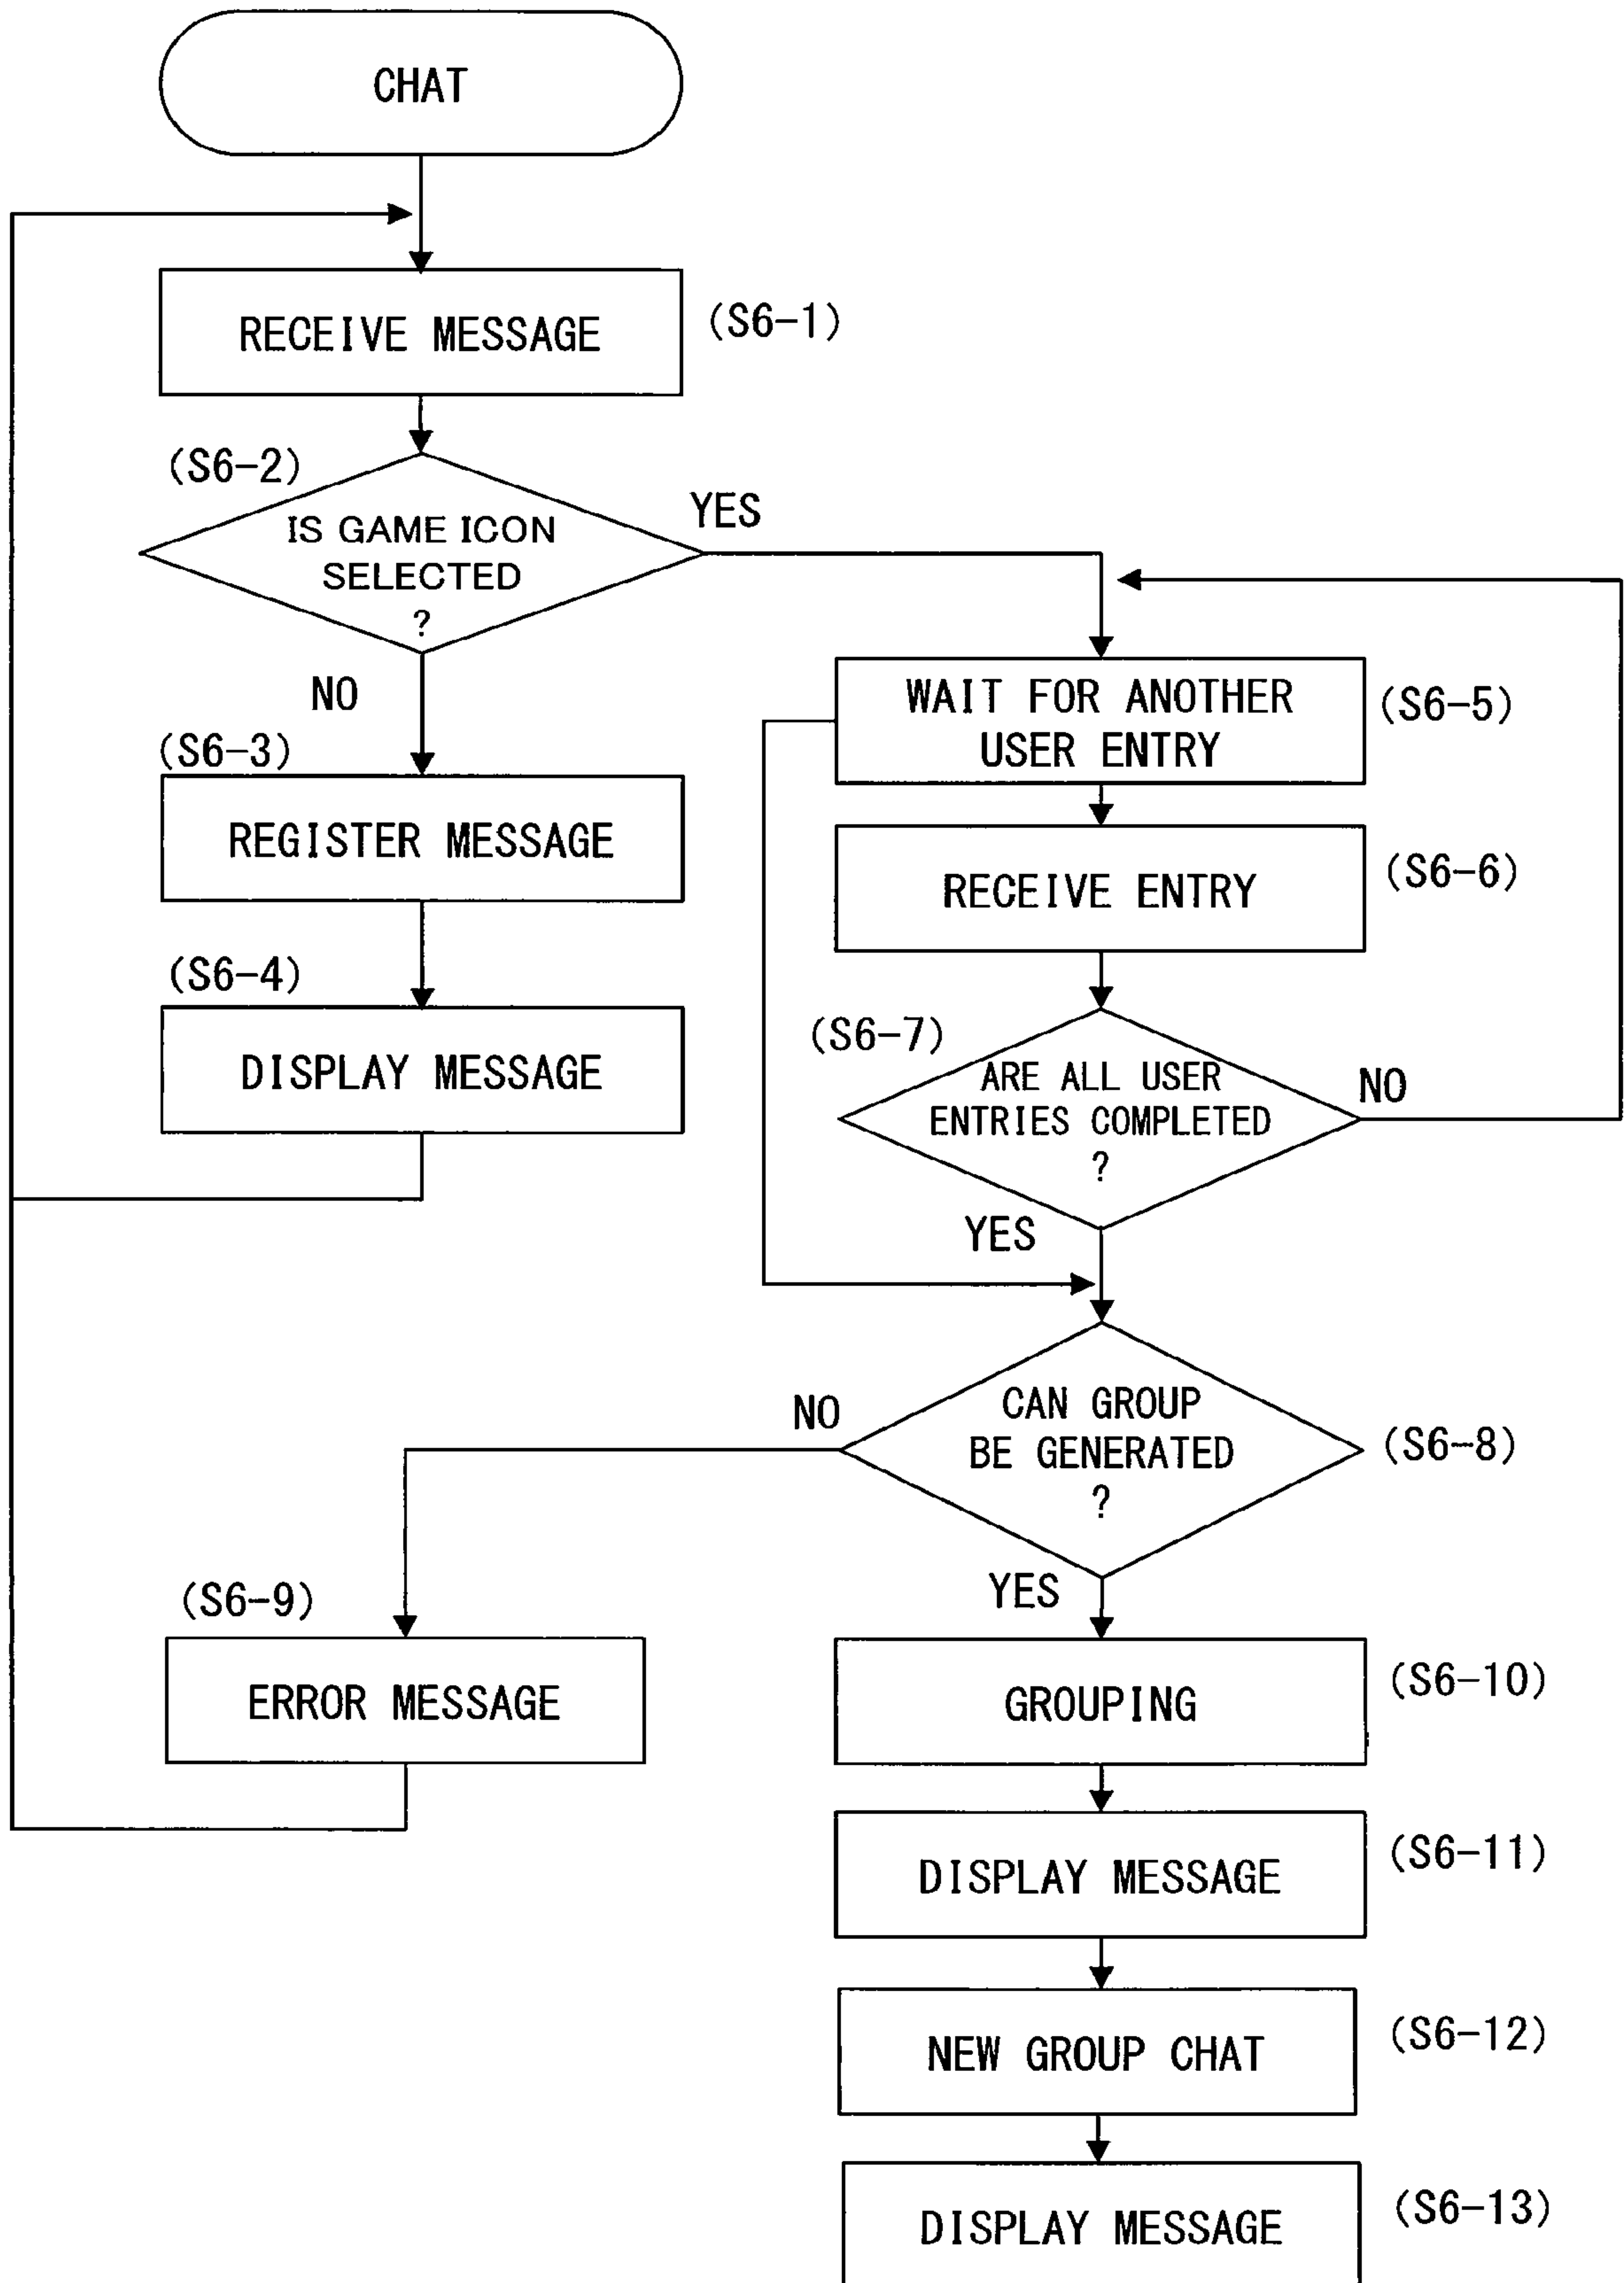 CHAT
RECEIVE MESSAGE
(S6-1)
(S6-2)
IS GAME ICON
SELECTED
?
YES
NO
(S6-3)
REGISTER MESSAGE
(S6-4)
DISPLAY MESSAGE
WAIT FOR ANOTHER
USER ENTRY
(S6-5)
RECEIVE ENTRY
(S6-6)
(S6-7)
ARE ALL USER
ENTRIES COMPLETED
?
NO
YES
CAN GROUP
BE GENERATED
?
(S6-8)
NO
(S6-9)
ERROR MESSAGE
YES
GROUPING
(S6-10)
DISPLAY MESSAGE
(S6-11)
NEW GROUP CHAT
(S6-12)
DISPLAY MESSAGE
(S6-13)